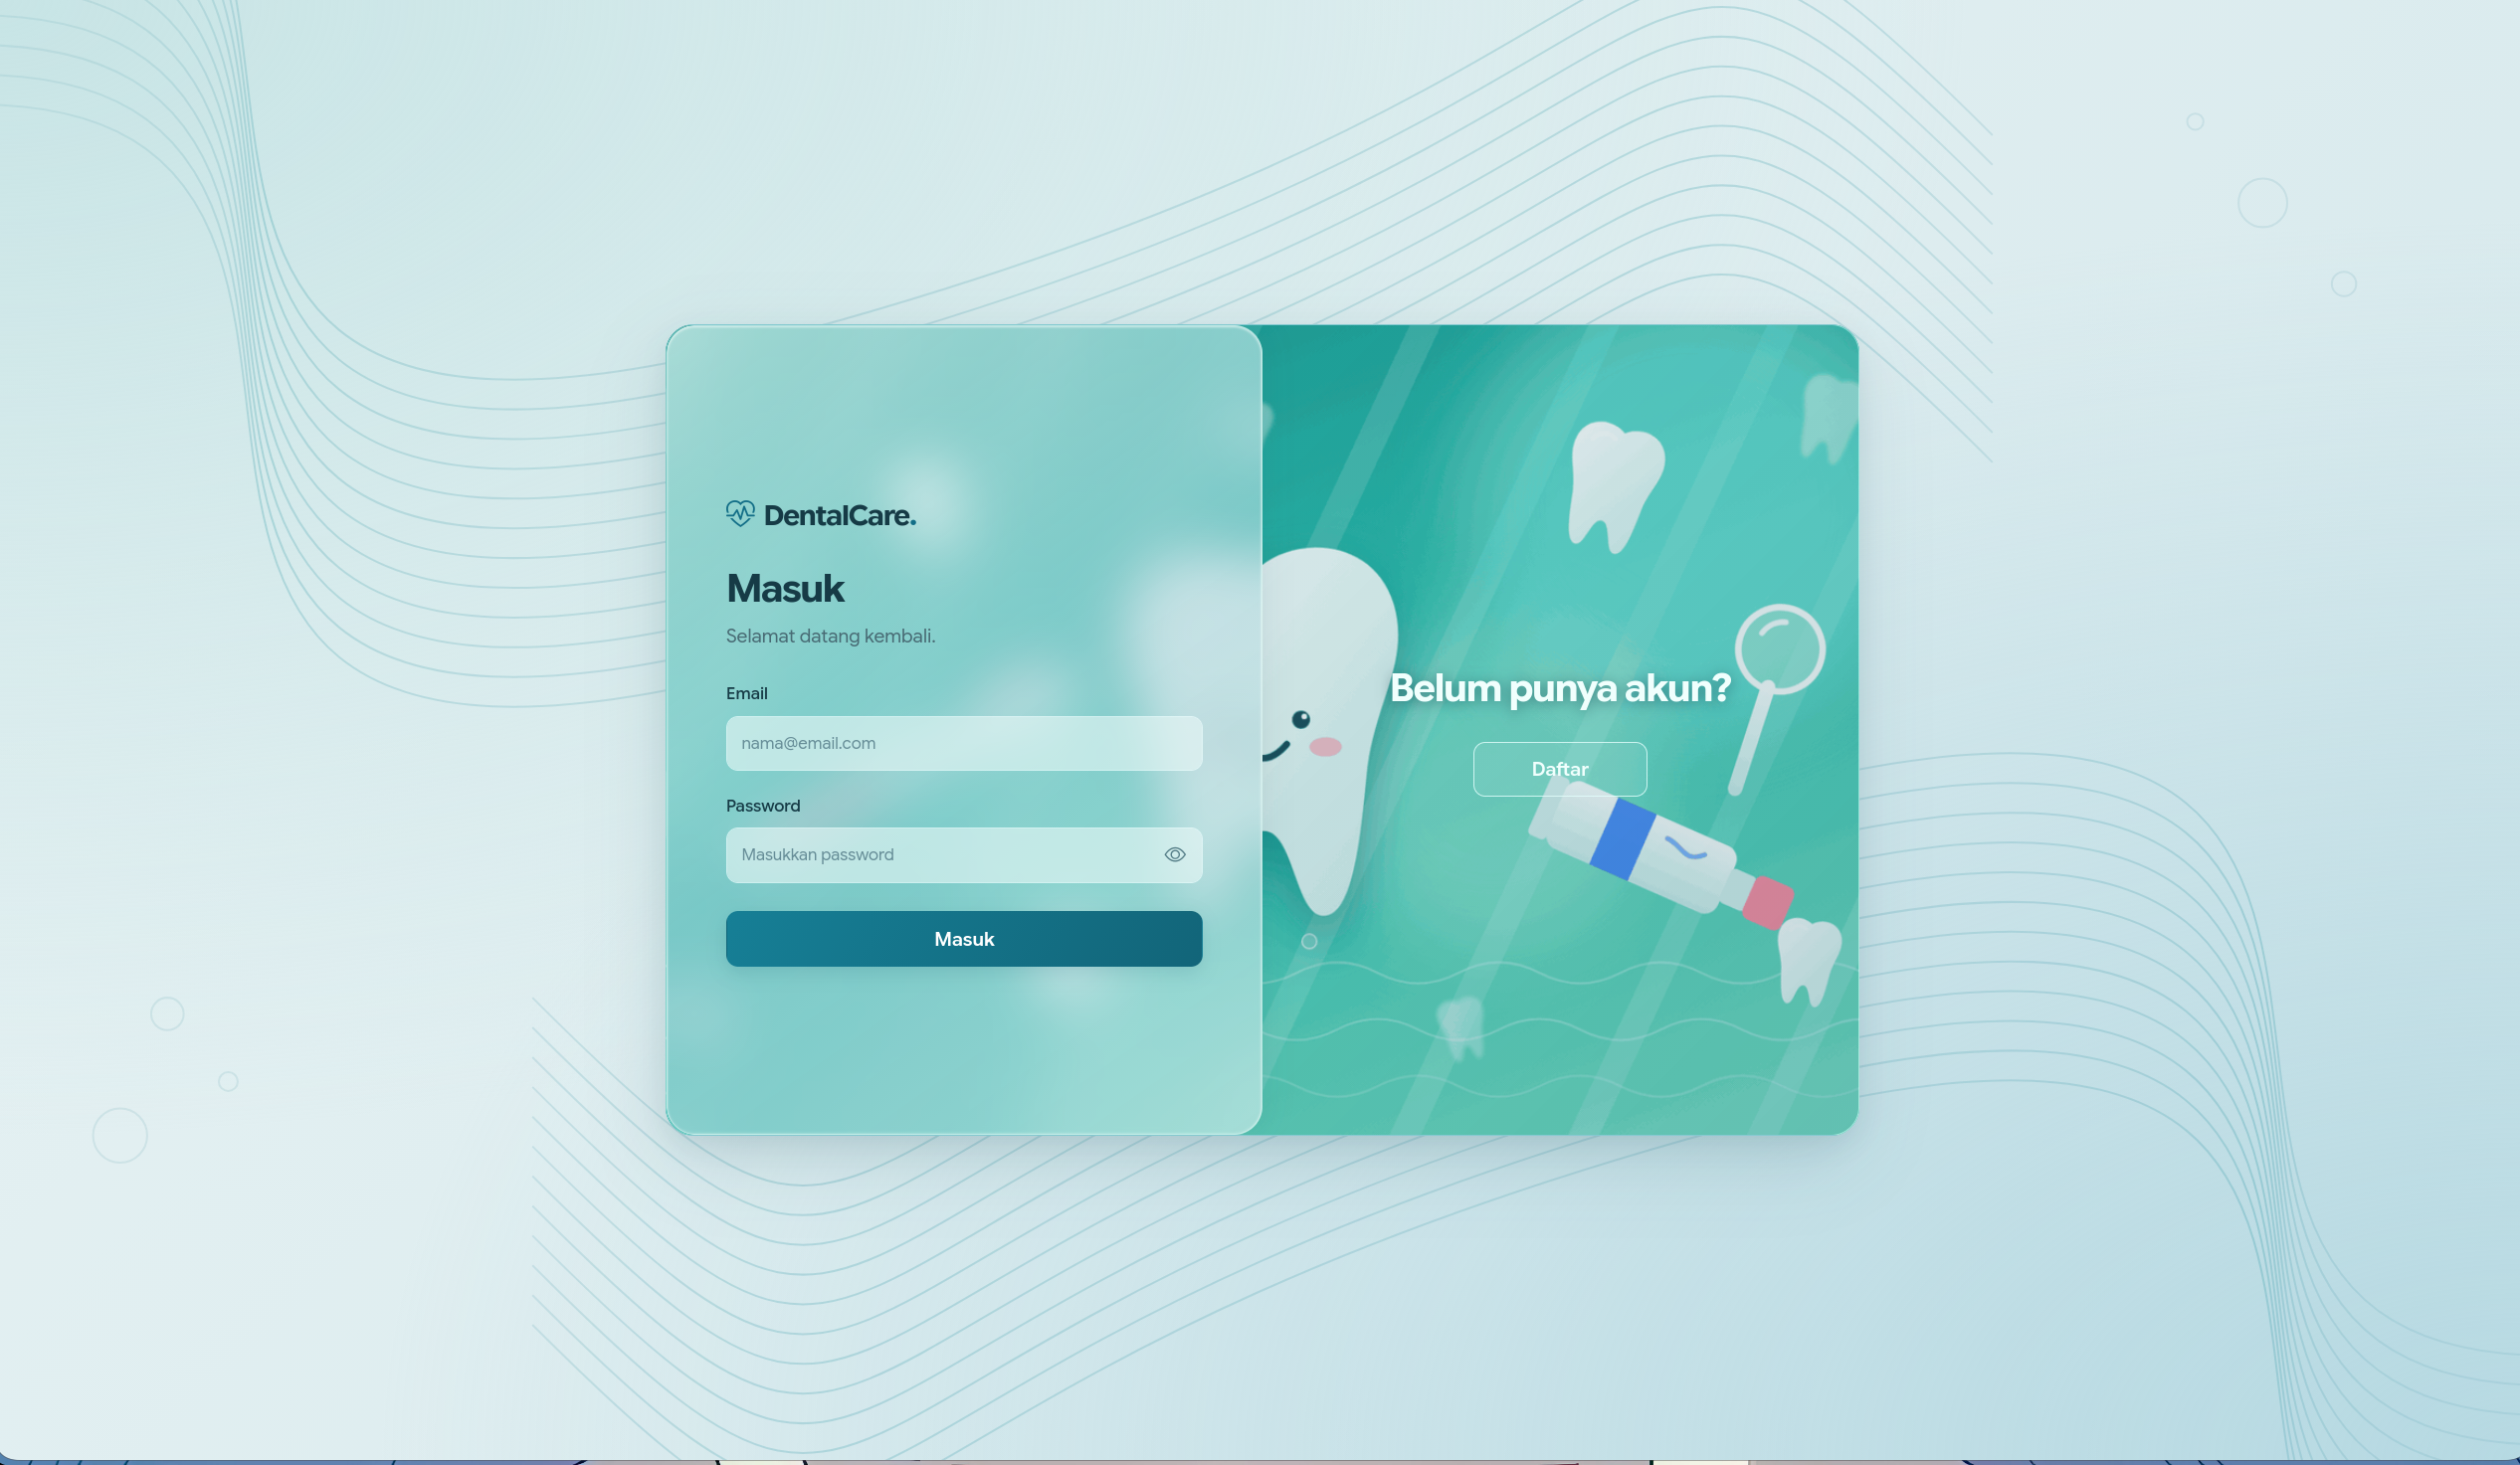 DentalCare.
Masuk
Selamat datang kembali.
Email
nama@email.com
Password
Masukkan password
Masuk
Belum punya akun?
Daftar